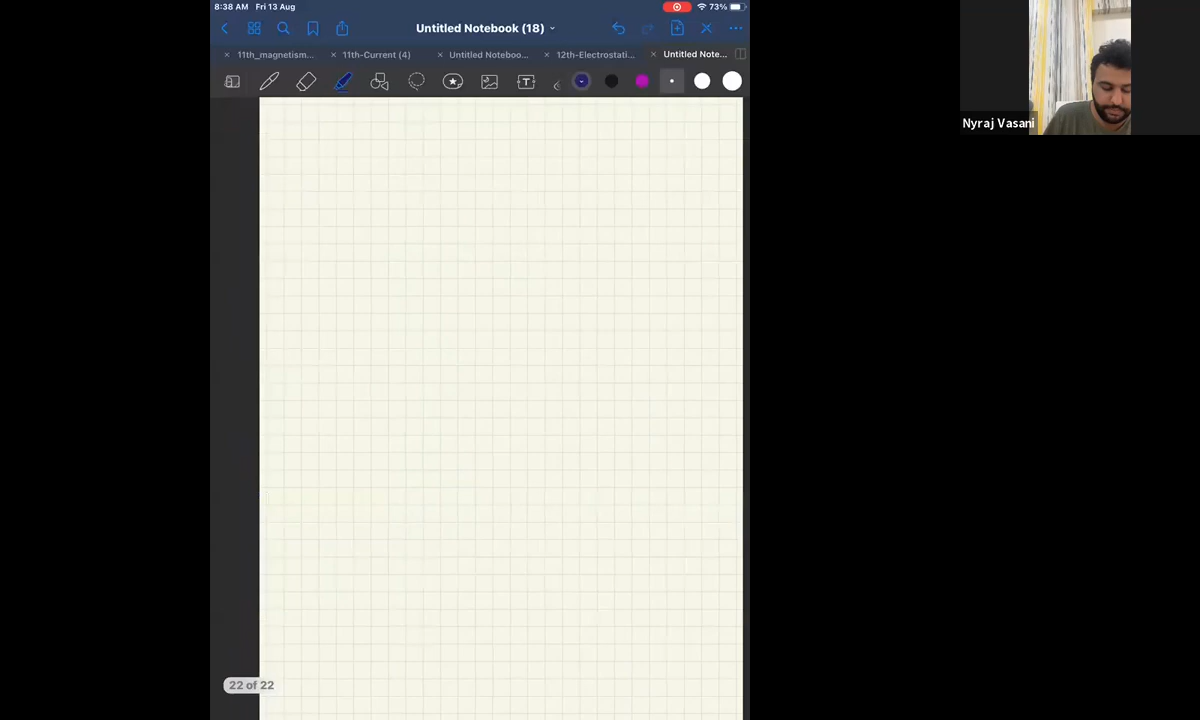 8:38 AM Fri 13 Aug
73%
Untitled Notebook (18)
11th_magnetism...
11th-Current (4)
Untitled Noteboo...
12th-Electrostati...
Untitled Note...
T
Nyraj Vasani
22 of 22